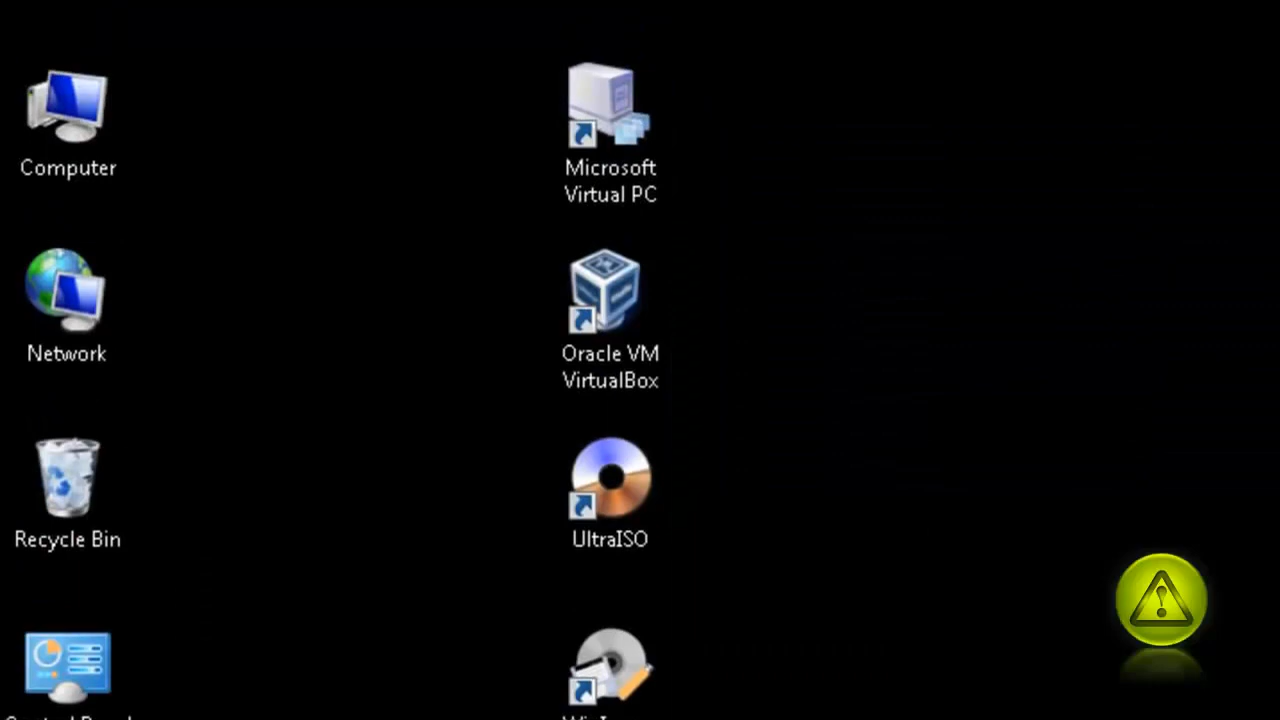 Computer
Microsoft
Virtual PC
Network
Oracle VM
VirtualBox
Recycle Bin
UltraISO